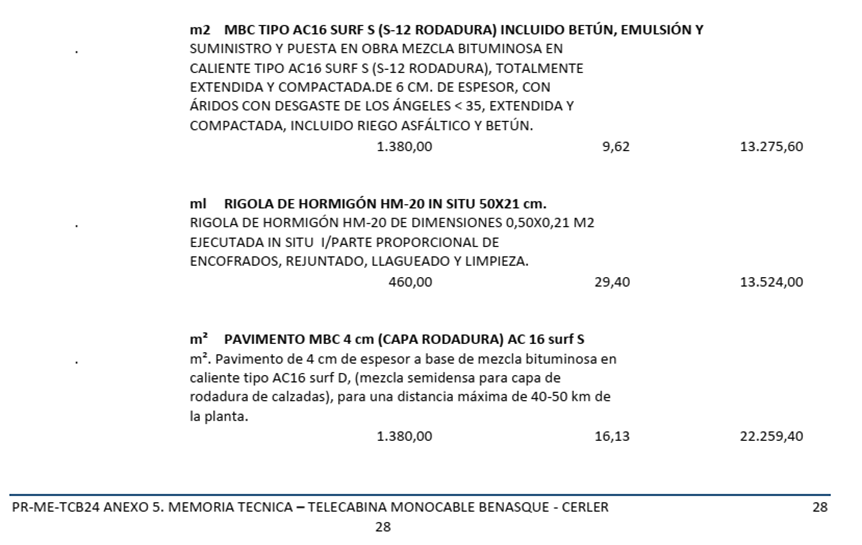 m2 MBC TIPO AC16 SURF S (S-12 RODADURA) INCLUIDO BETÚN, EMULSIÓN Y
. SUMINISTRO Y PUESTA EN OBRA MEZCLA BITUMINOSA EN
CALIENTE TIPO AC16 SURF S (S-12 RODADURA), TOTALMENTE
EXTENDIDA Y COMPACTADA.DE 6 CM. DE ESPESOR, CON
ÁRIDOS CON DESGASTE DE LOS ÁNGELES < 35, EXTENDIDA Y
COMPACTADA, INCLUIDO RIEGO ASFÁLTICO Y BETÚN.
1.380,00 9,62 13.275,60
ml RIGOLA DE HORMIGÓN HM-20 IN SITU 50X21 cm.
. RIGOLA DE HORMIGÓN HM-20 DE DIMENSIONES 0,50X0,21 M2
EJECUTADA IN SITU I/PARTE PROPORCIONAL DE
ENCOFRADOS, REJUNTADO, LLAGUEADO Y LIMPIEZA.
460,00 29,40 13.524,00
m² PAVIMENTO MBC 4 cm (CAPA RODADURA) AC 16 surf S
. m². Pavimento de 4 cm de espesor a base de mezcla bituminosa en
caliente tipo AC16 surf D, (mezcla semidensa para capa de
rodadura de calzadas), para una distancia máxima de 40-50 km de
la planta.
1.380,00 16,13 22.259,40
PR-ME-TCB24 ANEXO 5. MEMORIA TECNICA – TELECABINA MONOCABLE BENASQUE - CERLER 28
28